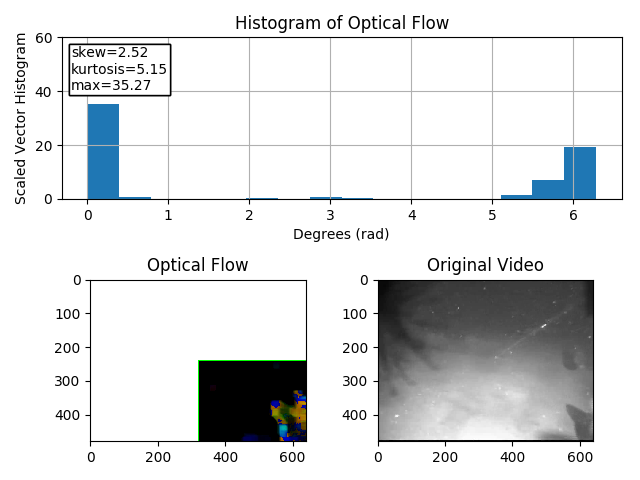 Histogram of Optical Flow
Scaled Vector Histogram
60
40
20
0
skew=2.52
kurtosis=5.15
max=35.27
0 1 2 3 4 5 6
Degrees (rad)
Optical Flow
0
100
200
300
400
0 200 400 600
Original Video
0
100
200
300
400
0 200 400 600